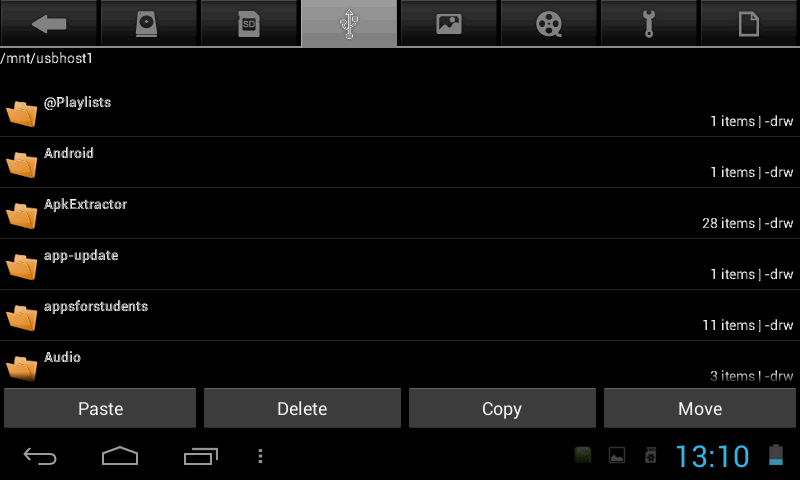 SD
/mnt/usbhost1
@Playlists
1 items | -drw
Android
1 items | -drw
ApkExtractor
28 items | -drw
app-update
1 items | -drw
appsforstudents
11 items | -drw
Audio
3 items | -drw
Paste
Delete
Copy
Move
13:10